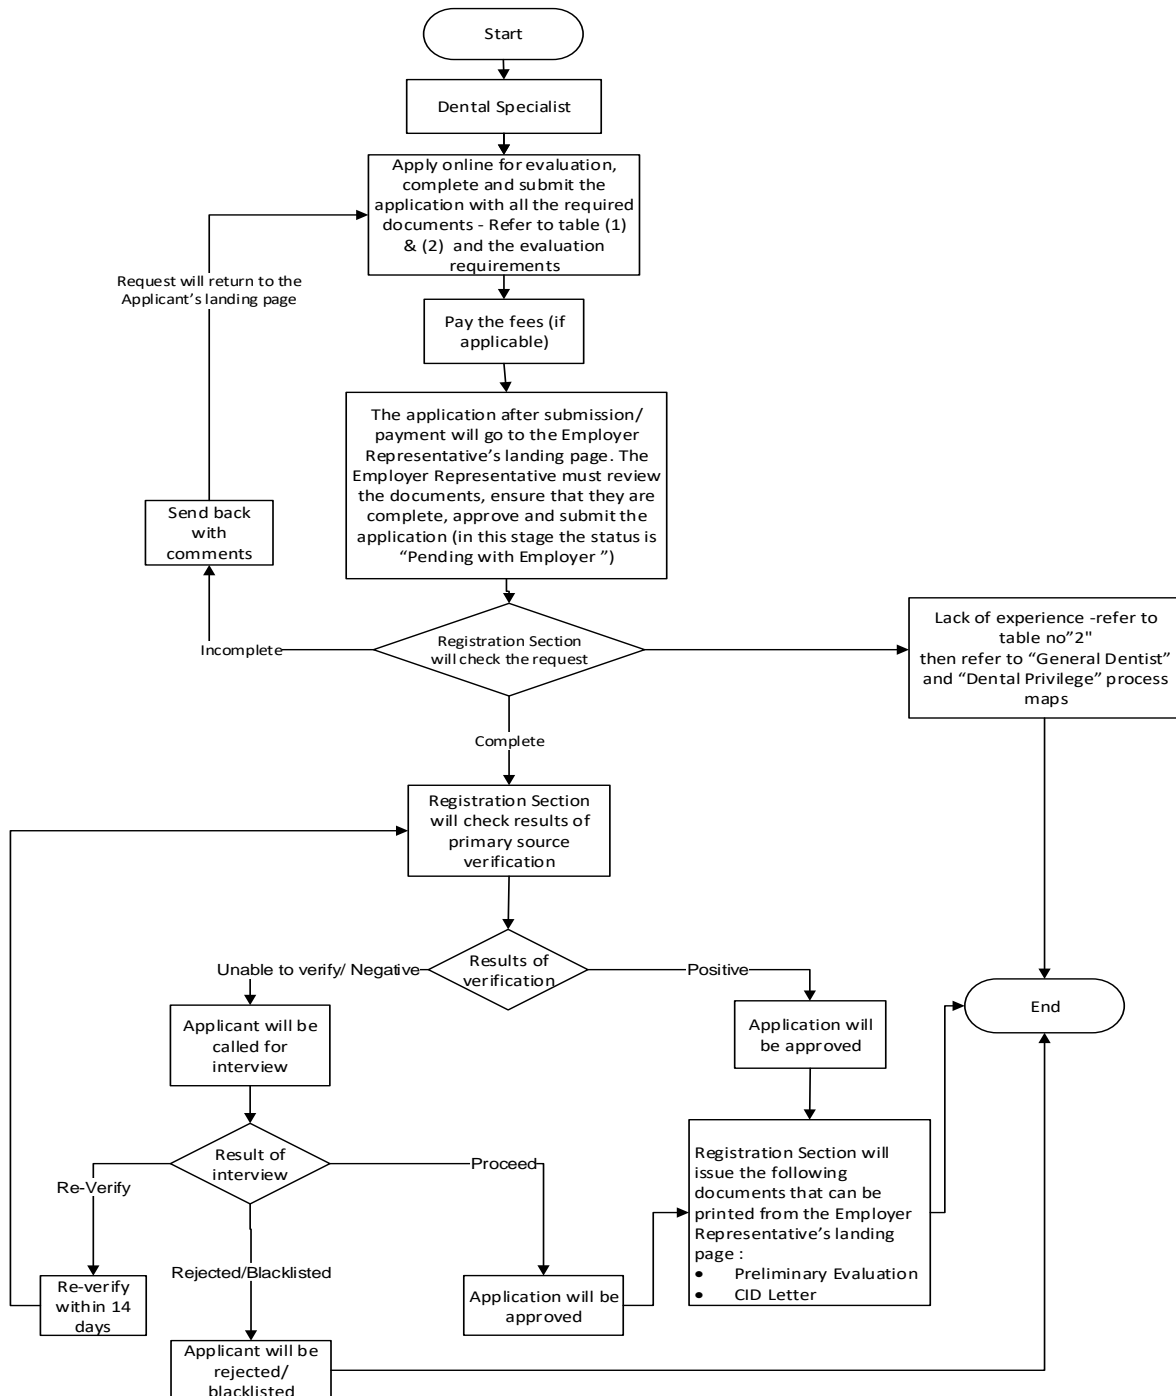 Start
Dental Specialist
Apply online for evaluation,
complete and submit the
application with all the required
documents - Refer to table (1)
& (2)  and the evaluation
requirements
Request will return to the
Applicant’s landing page
Pay the fees (if
applicable)
The application after submission/
payment will go to the Employer
Representative’s landing page. The
Employer Representative must review
the documents, ensure that they are
complete, approve and submit the
application (in this stage the status is
“Pending with Employer ”)
Send back
with
comments
Incomplete
Registration Section
will check the request
Lack of experience -refer to
table no”2"
then refer to “General Dentist”
and “Dental Privilege” process
maps
Complete
Registration Section
will check results of
primary source
verification
Unable to verify/ Negative
Results of
verification
Positive
End
Applicant will be
called for
interview
Application will
be approved
Result of
interview
Re-Verify
Proceed
Rejected/Blacklisted
Registration Section will
issue the following
documents that can be
printed from the Employer
Representative’s landing
page :
• Preliminary Evaluation
• CID Letter
Re-verify
within 14
days
Application will be
approved
Applicant will be
rejected/
blacklisted